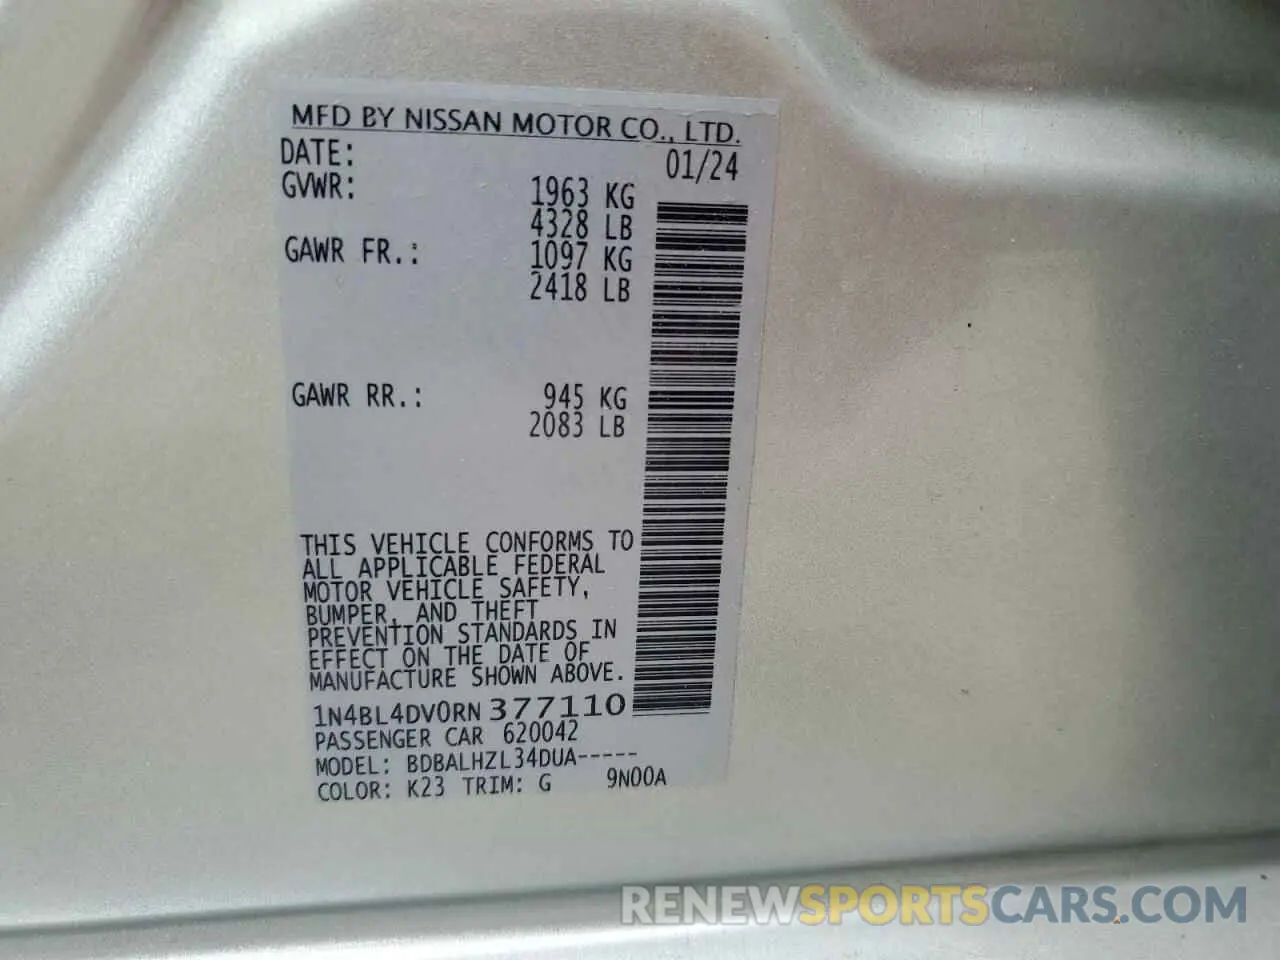 MFD BY NISSAN MOTOR CO., LTD.
DATE: 01/24
GVWR: 1963 KG
4328 LB
GAWR FR.: 1097 KG
2418 LB
GAWR RR.: 945 KG
2083 LB
THIS VEHICLE CONFORMS TO
ALL APPLICABLE FEDERAL
MOTOR VEHICLE SAFETY,
BUMPER, AND THEFT
PREVENTION STANDARDS IN
EFFECT ON THE DATE OF
MANUFACTURE SHOWN ABOVE.
1N4BL4DV0RN 377110
PASSENGER CAR 620042
MODEL: BDBALHZL34DUA-----
COLOR: K23 TRIM: G 9N00A
RENEWSPORTSCARS.COM